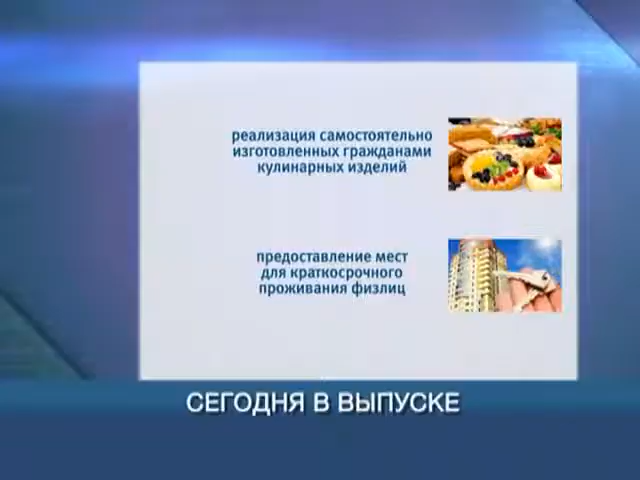 реализация самостоятельно
изготовленных гражданами
кулинарных изделий
предоставление мест
для краткосрочного
проживания физлиц
СЕГОДНЯ В ВЫПУСКЕ